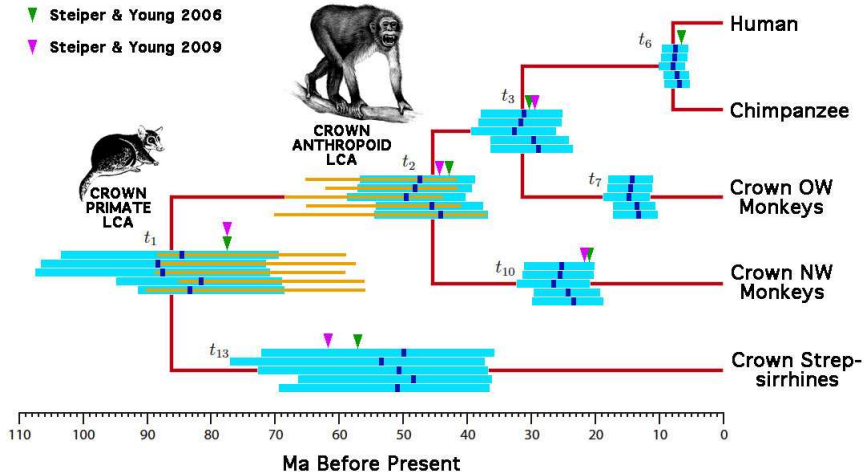 Steiper & Young 2006
Steiper & Young 2009
t6
Human
Chimpanzee
CROWN
ANTHROPOID
LCA
t3
t2
CROWN
PRIMATE
LCA
t7
Crown OW
Monkeys
t1
t10
Crown NW
Monkeys
t13
Crown Strep-
sirrhines
110 100 90 80 70 60 50 40 30 20 10 0
Ma Before Present